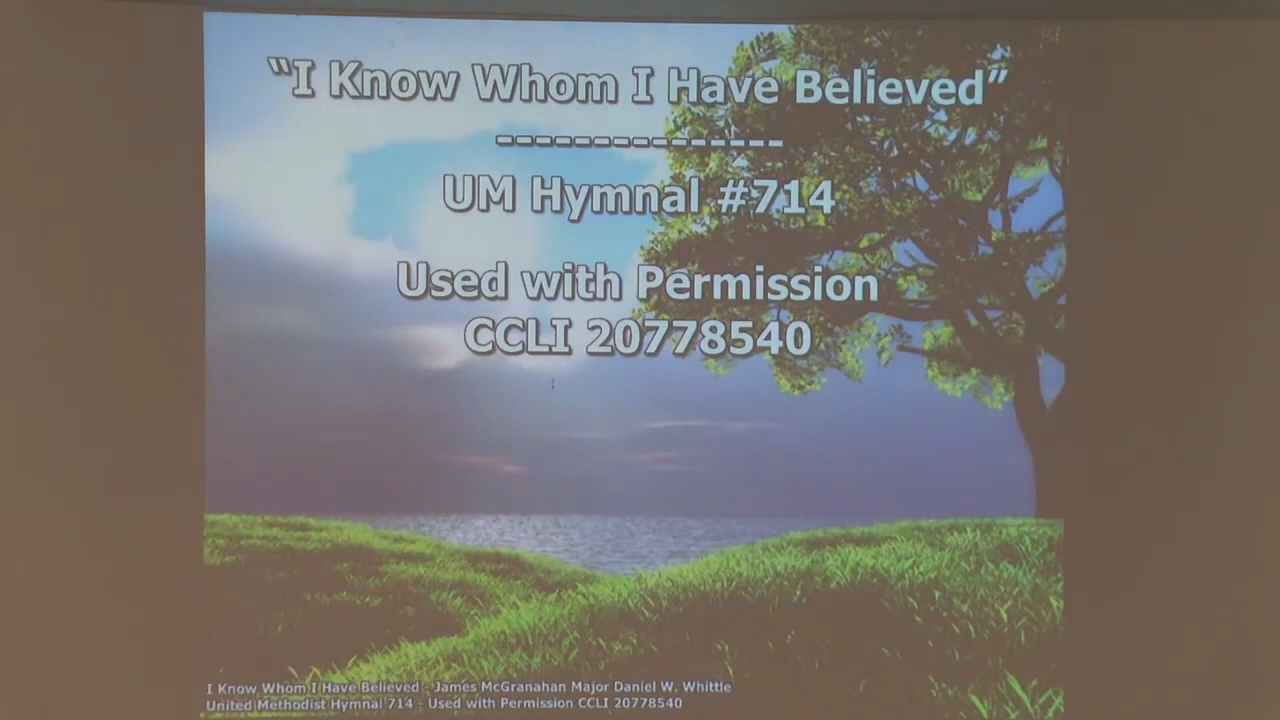 “I Know Whom I Have Believed”
---------------
UM Hymnal #714
Used with Permission
CCLI 20778540
I Know Whom I Have Believed - James McGranahan Major Daniel W. Whittle
United Methodist Hymnal 714 - Used with Permission CCLI 20778540